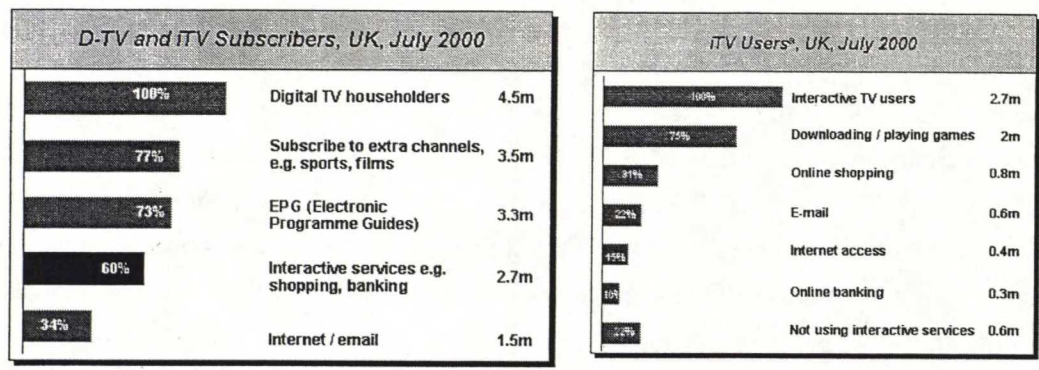 D-TV and iTV Subscribers, UK, July 2000
100% Digital TV householders 4.5m
77% Subscribe to extra channels, e.g. sports, films 3.5m
73% EPG (Electronic Programme Guides) 3.3m
60% Interactive services e.g. shopping, banking 2.7m
34% Internet / email 1.5m
iTV Usersª, UK, July 2000
100% Interactive TV users 2.7m
75% Downloading / playing games 2m
31% Online shopping 0.8m
22% E-mail 0.6m
15% Internet access 0.4m
10% Online banking 0.3m
22% Not using interactive services 0.6m